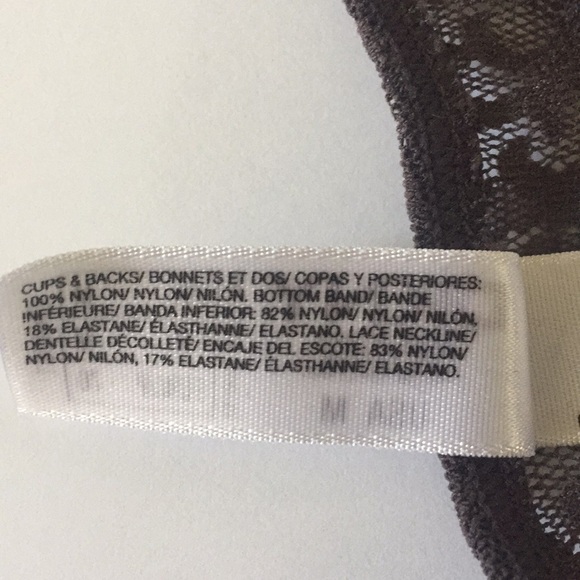 CUPS & BACKS/ BONNETS ET DOS/ COPAS Y POSTERIORES:
100% NYLON/ NYLON/ NILÓN. BOTTOM BAND/ BANDE
INFÉRIEURE/ BANDA INFERIOR: 82% NYLON/ NYLON/ NILÓN,
18% ELASTANE/ ÉLASTHANNE/ ELASTANO. LACE NECKLINE/
DENTELLE DÉCOLLETÉ/ ENCAJE DEL ESCOTE: 83% NYLON/
NYLON/ NILÓN, 17% ELASTANE/ ÉLASTHANNE/ ELASTANO.